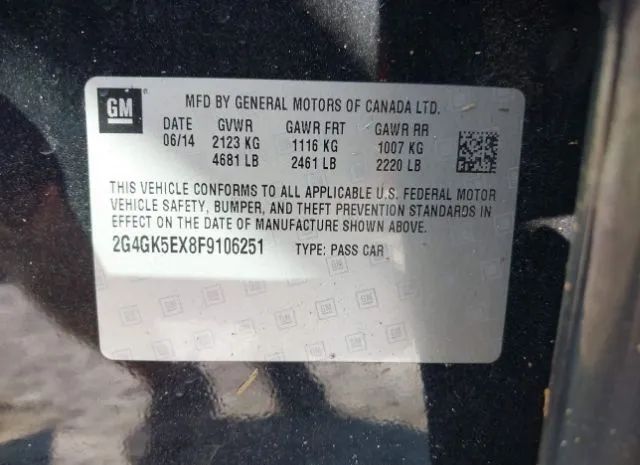 GM
MFD BY GENERAL MOTORS OF CANADA LTD.
DATE GVWR GAWR FRT GAWR RR
06/14 2123 KG 1116 KG 1007 KG
4681 LB 2461 LB 2220 LB
THIS VEHICLE CONFORMS TO ALL APPLICABLE U.S. FEDERAL MOTOR
VEHICLE SAFETY, BUMPER, AND THEFT PREVENTION STANDARDS IN
EFFECT ON THE DATE OF MANUFACTURE SHOWN ABOVE.
2G4GK5EX8F9106251 TYPE: PASS CAR